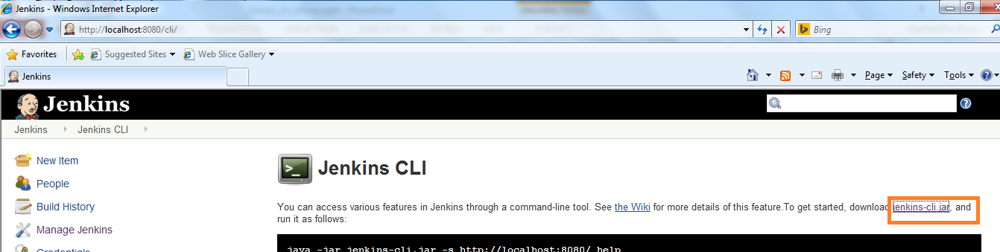 Jenkins - Windows Internet Explorer
http://localhost:8080/cli/
Bing
Favorites Suggested Sites Web Slice Gallery
Jenkins
Page Safety Tools
Jenkins
Jenkins Jenkins CLI
New Item
People
Build History
Manage Jenkins
Credentials
Jenkins CLI
You can access various features in Jenkins through a command-line tool. See the Wiki for more details of this feature.To get started, download jenkins-cli.jar, and
run it as follows:
java -jar jenkins-cli.jar -s http://localhost:8080/ help